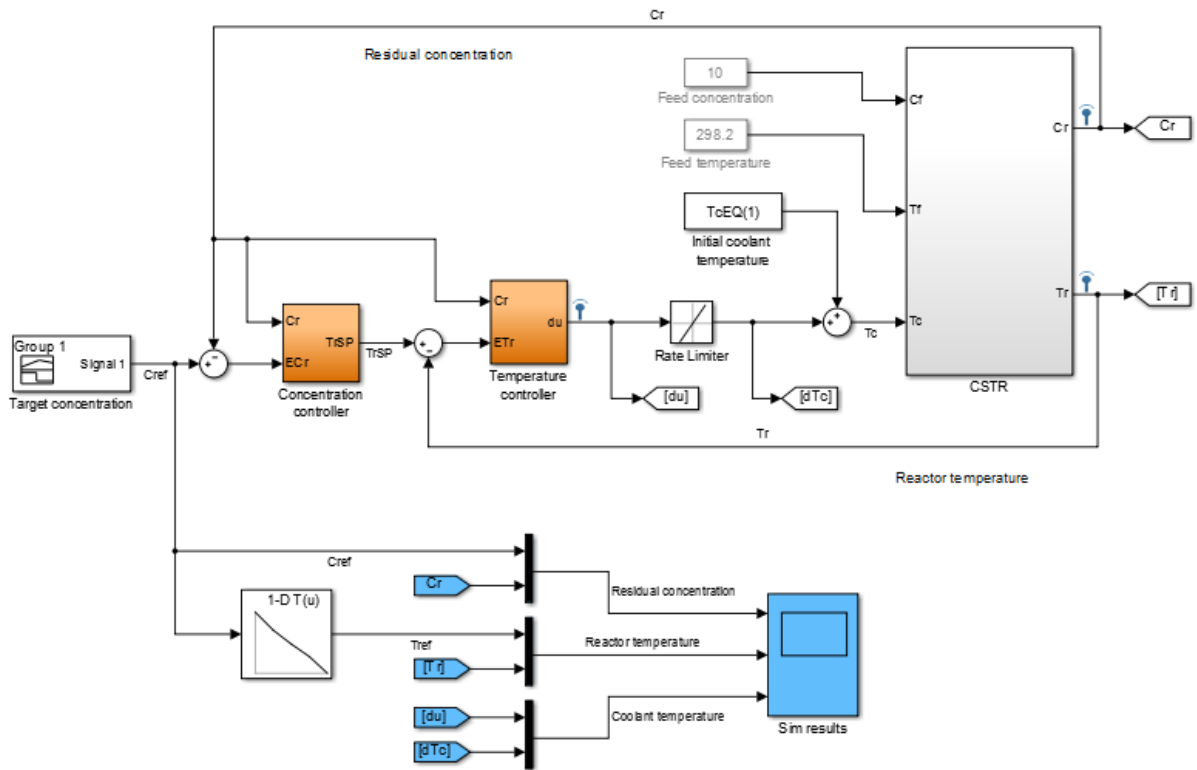 Cr
Residual concentration
10
Feed concentration
298.2
Feed temperature
TcEQ(1)
Initial coolant
temperature
Cf
Tf
Tc
Cr
Tr
CSTR
Cr
[Tr]
Group 1
Signal 1
Target concentration
Cref
+
-
Cr
ECr
TrSP
Concentration
controller
TrSP
+
-
Cr
ETr
du
Temperature
controller
Rate Limiter
[du]
[dTc]
+
+
Tc
Tr
Reactor temperature
Cref
Cr
Residual concentration
1-D T(u)
Tref
[Tr]
Reactor temperature
[du]
[dTc]
Coolant temperature
Sim results